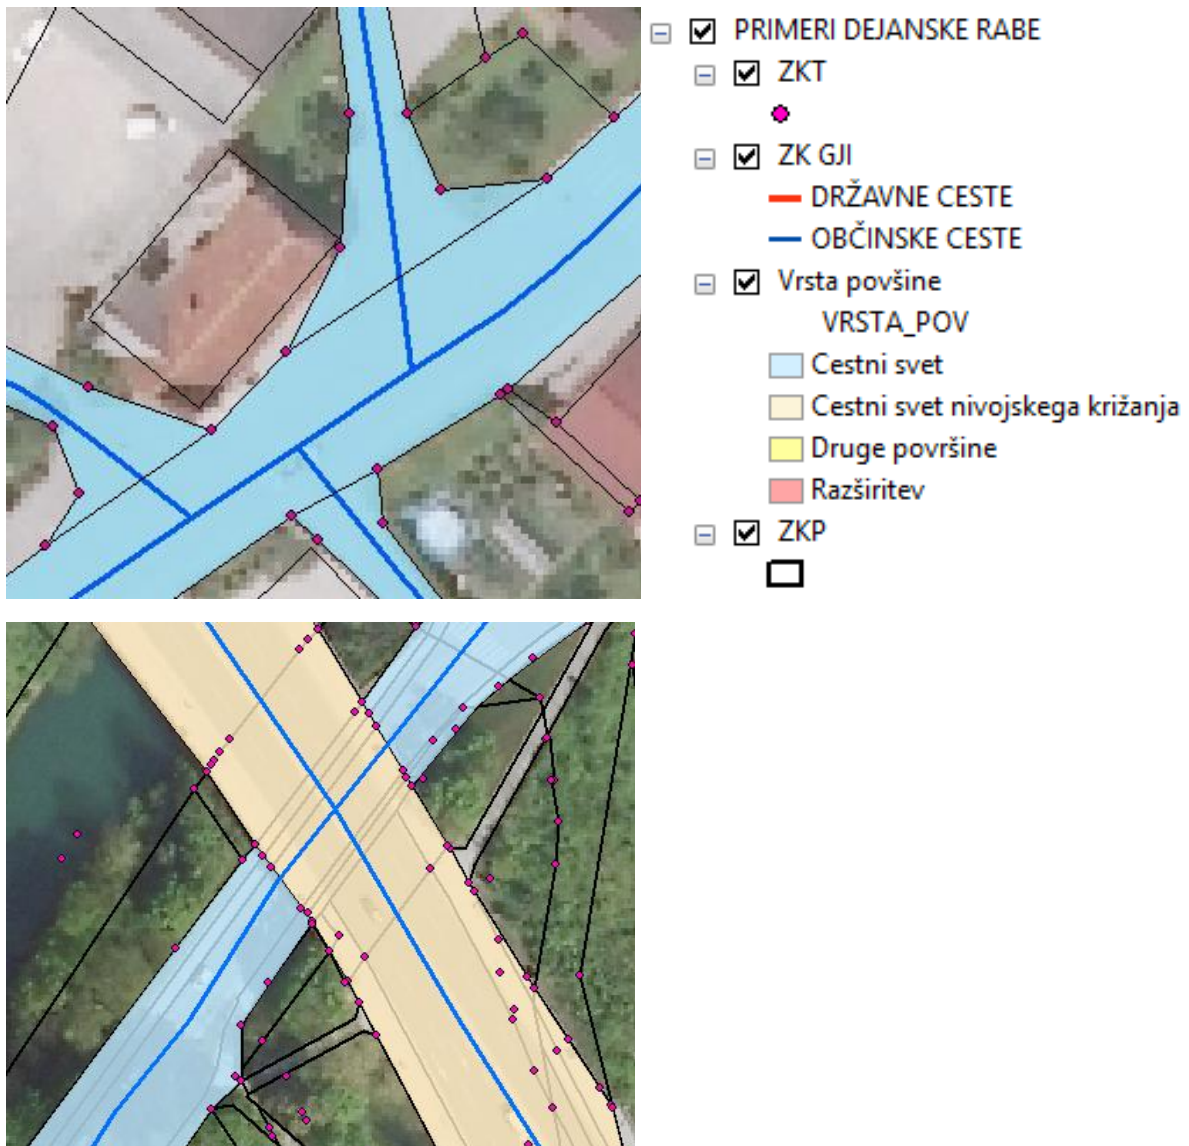 PRIMERI DEJANSKE RABE
ZKT
ZK GJI
DRŽAVNE CESTE
OBČINSKE CESTE
Vrsta povšine
VRSTA_POV
Cestni svet
Cestni svet nivojskega križanja
Druge površine
Razširitev
ZKP